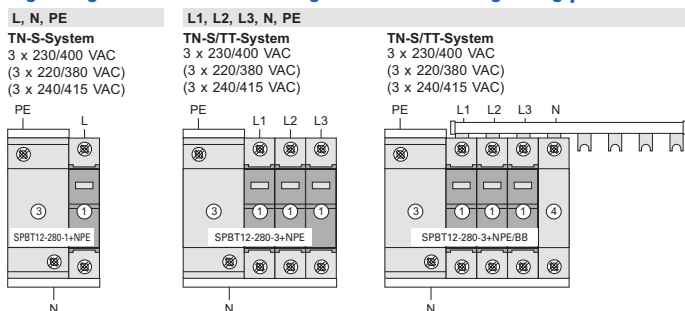 L, N, PE
L1, L2, L3, N, PE
TN-S-System
3 x 230/400 VAC
(3 x 220/380 VAC)
(3 x 240/415 VAC)
TN-S/TT-System
3 x 230/400 VAC
(3 x 220/380 VAC)
(3 x 240/415 VAC)
TN-S/TT-System
3 x 230/400 VAC
(3 x 220/380 VAC)
(3 x 240/415 VAC)
PE L
3 1
SPBT12-280-1+NPE
N
PE L1 L2 L3
3 1 1 1
SPBT12-280-3+NPE
N
PE L1 L2 L3 N
3 1 1 1 4
SPBT12-280-3+NPE/BB
N